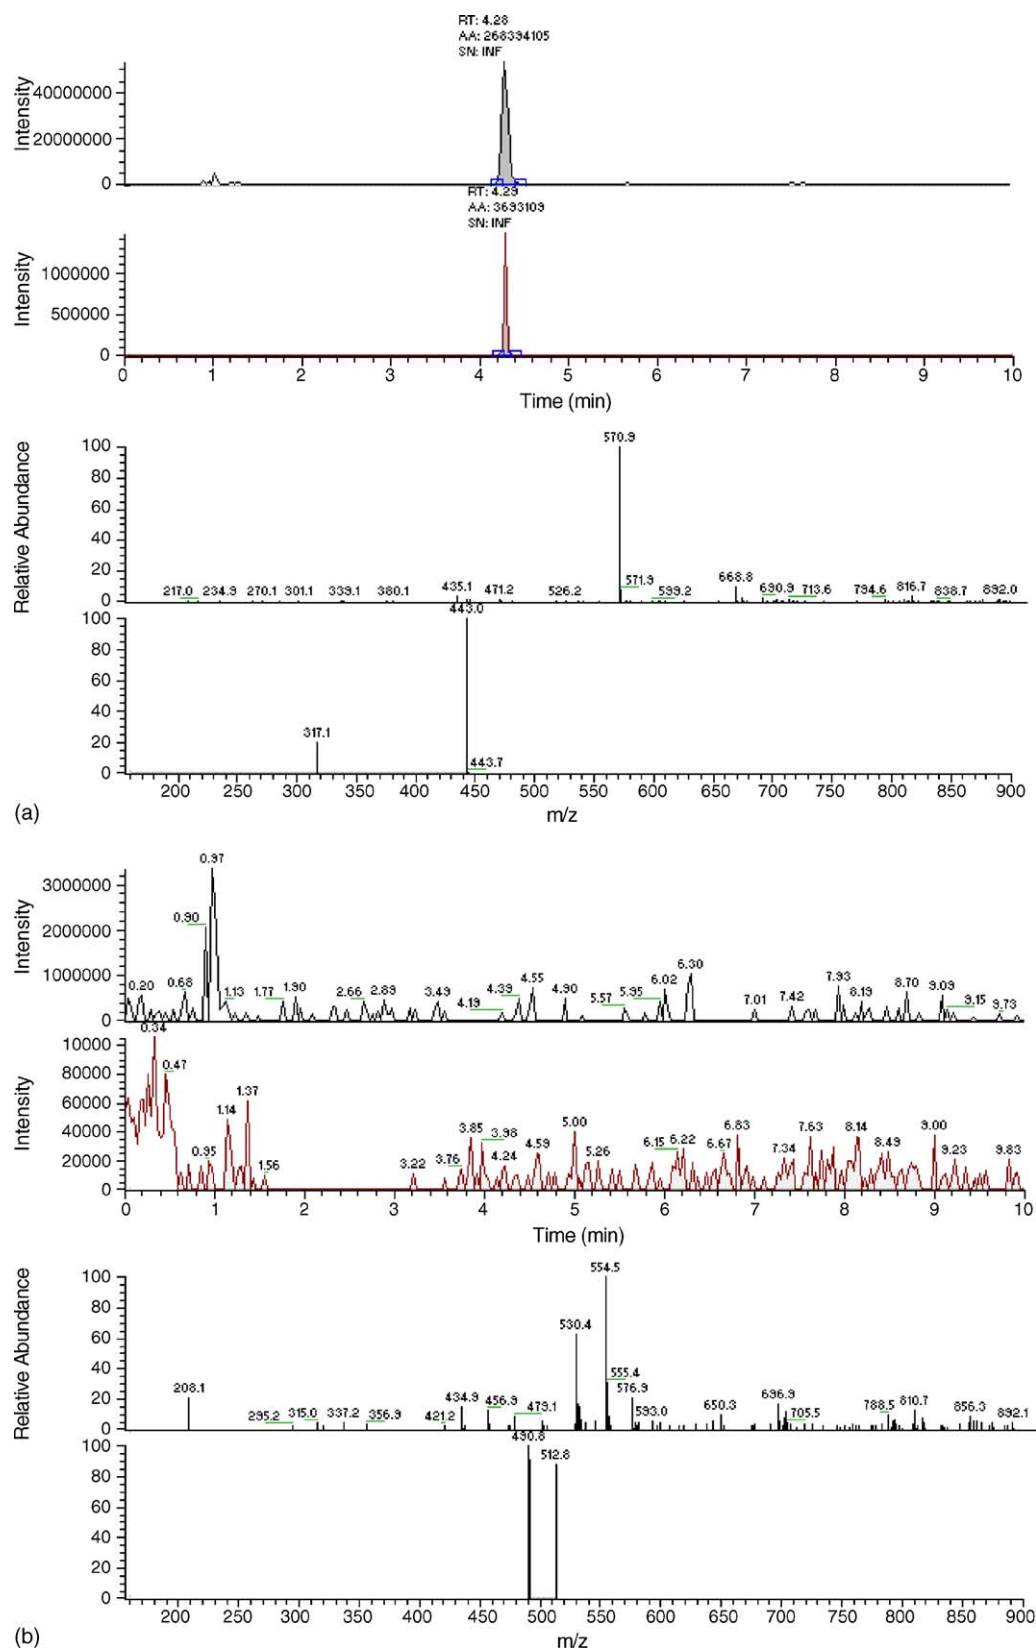 RT: 4.28
AA: 268394105
SN: INF
Intensity
40000000
20000000
0
RT: 4.29
AA: 3693109
SN: INF
Intensity
1000000
500000
0
0 1 2 3 4 5 6 7 8 9 10
Time (min)
Relative Abundance
100
80
60
40
20
0
570.9
571.9
217.0 234.9 270.1 301.1 339.1 380.1 435.1 471.2 526.2 599.2 668.8 690.9 713.6 794.6 816.7 838.7 892.0
100
80
60
40
20
0
443.0
317.1
443.7
200 250 300 350 400 450 500 550 600 650 700 750 800 850 900
m/z
(a)
Intensity
3000000
2000000
1000000
0
0.97
0.90
0.20 0.68 1.13 1.77 1.90 2.66 2.89 3.49 4.19 4.39 4.55 4.90 5.57 5.95 6.02 6.30 7.01 7.42 7.93 8.19 8.70 9.09 9.15 9.73
Intensity
10000
80000
60000
40000
20000
0
0.34
0.47
0.95 1.14 1.37 1.56 3.22 3.76 3.85 3.98 4.24 4.59 5.00 5.26 6.15 6.22 6.67 6.83 7.34 7.63 8.14 8.49 9.00 9.23 9.83
0 1 2 3 4 5 6 7 8 9 10
Time (min)
Relative Abundance
100
80
60
40
20
0
554.5
530.4
555.4
208.1 295.2 315.0 337.2 356.9 421.2 434.9 456.9 479.1 576.9 593.0 650.3 696.9 705.5 788.5 810.7 856.3 892.1
100
80
60
40
20
0
490.8
512.8
200 250 300 350 400 450 500 550 600 650 700 750 800 850 900
m/z
(b)